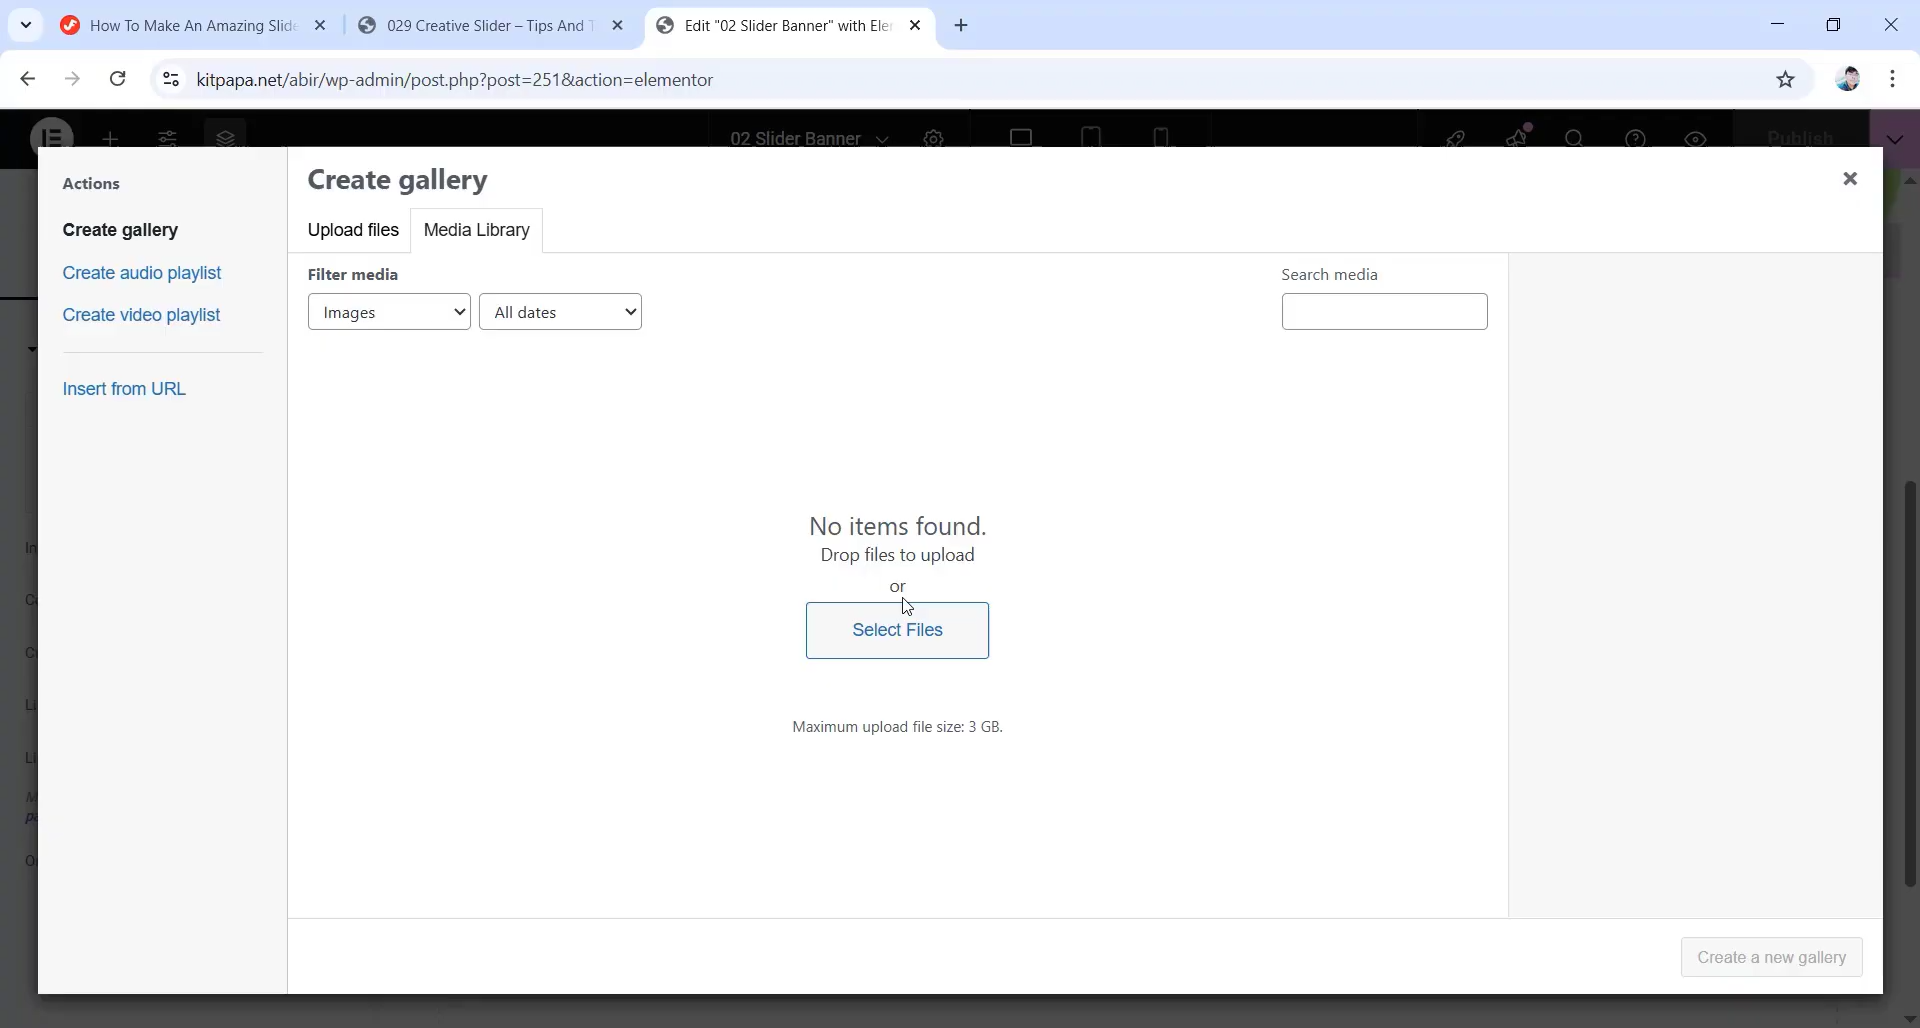 How To Make An Amazing Slide
029 Creative Slider – Tips And T
Edit "02 Slider Banner" with Eler
kitpapa.net/abir/wp-admin/post.php?post=251&action=elementor
02 Slider Banner
Publish
Actions
Create gallery
Create audio playlist
Create video playlist
Insert from URL
Create gallery
Upload files
Media Library
Filter media
Images
All dates
Search media
No items found.
Drop files to upload
or
Select Files
Maximum upload file size: 3 GB.
Create a new gallery